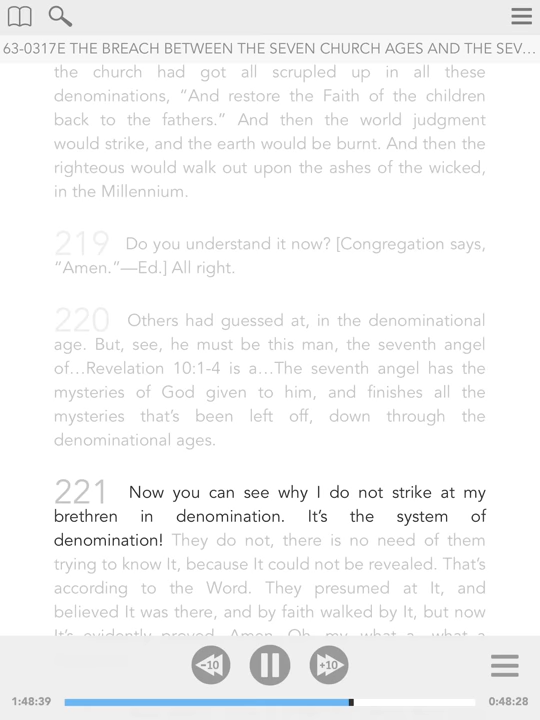 63-0317E THE BREACH BETWEEN THE SEVEN CHURCH AGES AND THE SEV...
the church had got all scrupled up in all these
denominations, “And restore the Faith of the children
back to the fathers.” And then the world judgment
would strike, and the earth would be burnt. And then the
righteous would walk out upon the ashes of the wicked,
in the Millennium.
219 Do you understand it now? [Congregation says,
“Amen.”—Ed.] All right.
220 Others had guessed at, in the denominational
age. But, see, he must be this man, the seventh angel
of…Revelation 10:1-4 is a…The seventh angel has the
mysteries of God given to him, and finishes all the
mysteries that’s been left off, down through the
denominational ages.
221 Now you can see why I do not strike at my
brethren in denomination. It’s the system of
denomination! They do not, there is no need of them
trying to know It, because It could not be revealed. That’s
according to the Word. They presumed at It, and
believed It was there, and by faith walked by It, but now
It’s evidently proved. Amen. Oh, my, what a, what a
-10 +10
1:48:39 0:48:28